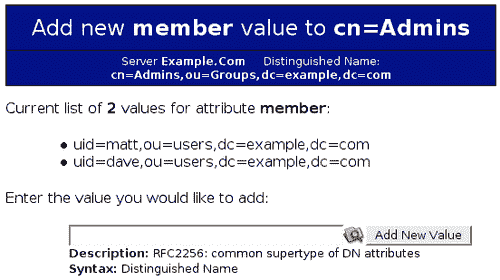 Add new member value to cn=Admins
Server Example.Com Distinguished Name:
cn=Admins,ou=Groups,dc=example,dc=com
Current list of 2 values for attribute member:
uid=matt,ou=users,dc=example,dc=com
uid=dave,ou=users,dc=example,dc=com
Enter the value you would like to add:
Add New Value
Description: RFC2256: common supertype of DN attributes
Syntax: Distinguished Name